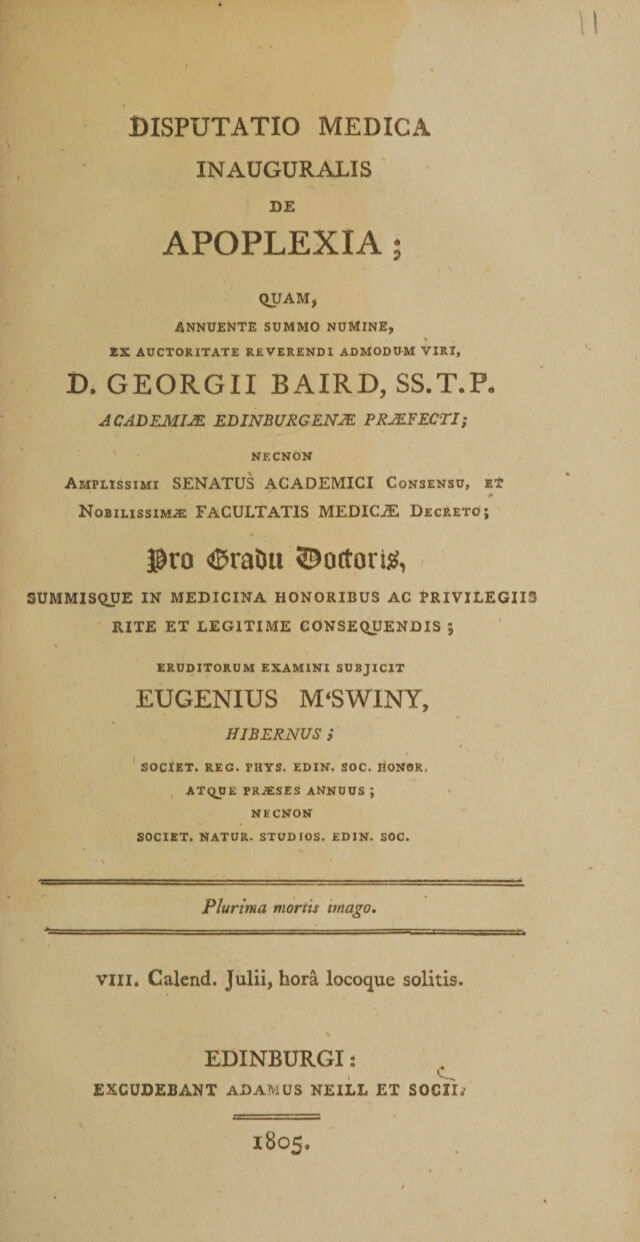 11
DISPUTATIO MEDICA
INAUGURALIS
DE
APOPLEXIA;
QUAM,
ANNUENTE SUMMO NUMINE,
EX AUCTORITATE REVERENDI ADMODUM VIRI,
D. GEORGII BAIRD, SS.T.P.
ACADEMIÆ EDINBURGENÆ PRÆFECTI;
NECNON
AMPLISSIMI SENATUS ACADEMICI CONSENSU, ET
NOBILISSIMÆ FACULTATIS MEDICÆ DECRETO;
Pro Gradu Doctoris,
SUMMISQUE IN MEDICINA HONORIBUS AC PRIVILEGIIS
RITE ET LEGITIME CONSEQUENDIS;
ERUDITORUM EXAMINI SUBJICIT
EUGENIUS M‘SWINY,
HIBERNUS;
SOCIET. REG. PHYS. EDIN. SOC. HONOR.
ATQUE PRÆSES ANNUUS;
NECNON
SOCIET. NATUR. STUDIOS. EDIN. SOC.
Plurima mortis imago.
VIII. Calend. Julii, horâ locoque solitis.
EDINBURGI:
EXCUDEBANT ADAMUS NEILL ET SOCII.
1805.